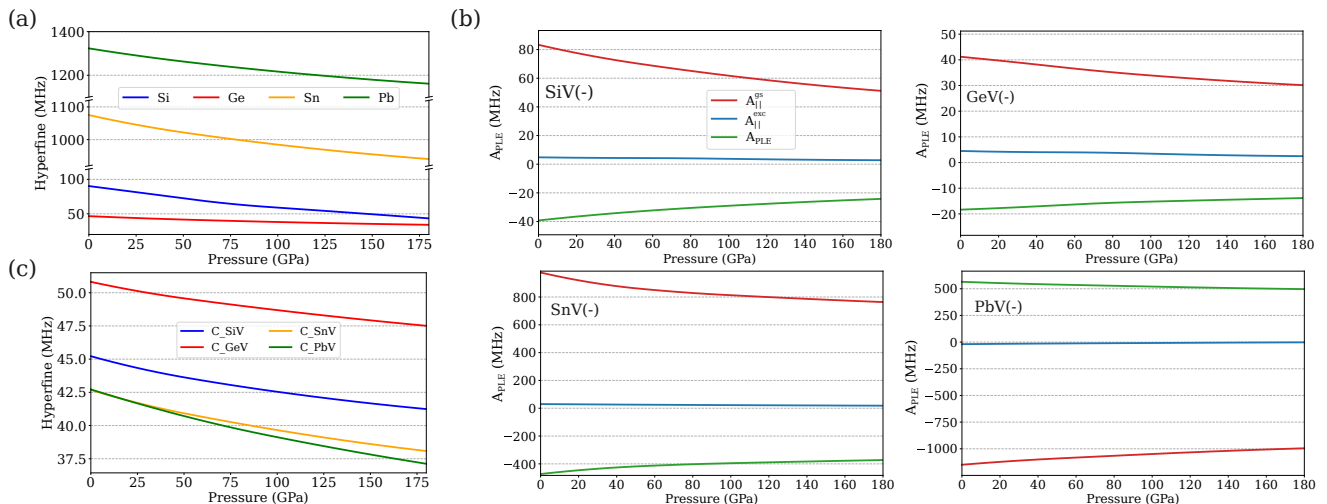 (a)
1400
1200
1100
1000
100
50
Hyperfine (MHz)
Si Ge Sn Pb
0 25 50 75 100 125 150 175
Pressure (GPa)
(b)
80
60
40
20
0
−20
−40
A_PLE (MHz)
SiV(-)
A_||^gs
A_||^exc
A_PLE
0 20 40 60 80 100 120 140 160 180
Pressure (GPa)
50
40
30
20
10
0
−10
−20
A_PLE (MHz)
GeV(-)
0 20 40 60 80 100 120 140 160 180
Pressure (GPa)
(c)
50.0
47.5
45.0
42.5
40.0
37.5
Hyperfine (MHz)
C_SiV C_SnV
C_GeV C_PbV
0 25 50 75 100 125 150 175
Pressure (GPa)
800
600
400
200
0
−200
−400
A_PLE (MHz)
SnV(-)
0 20 40 60 80 100 120 140 160 180
Pressure (GPa)
500
250
0
−250
−500
−750
−1000
A_PLE (MHz)
PbV(-)
0 20 40 60 80 100 120 140 160 180
Pressure (GPa)